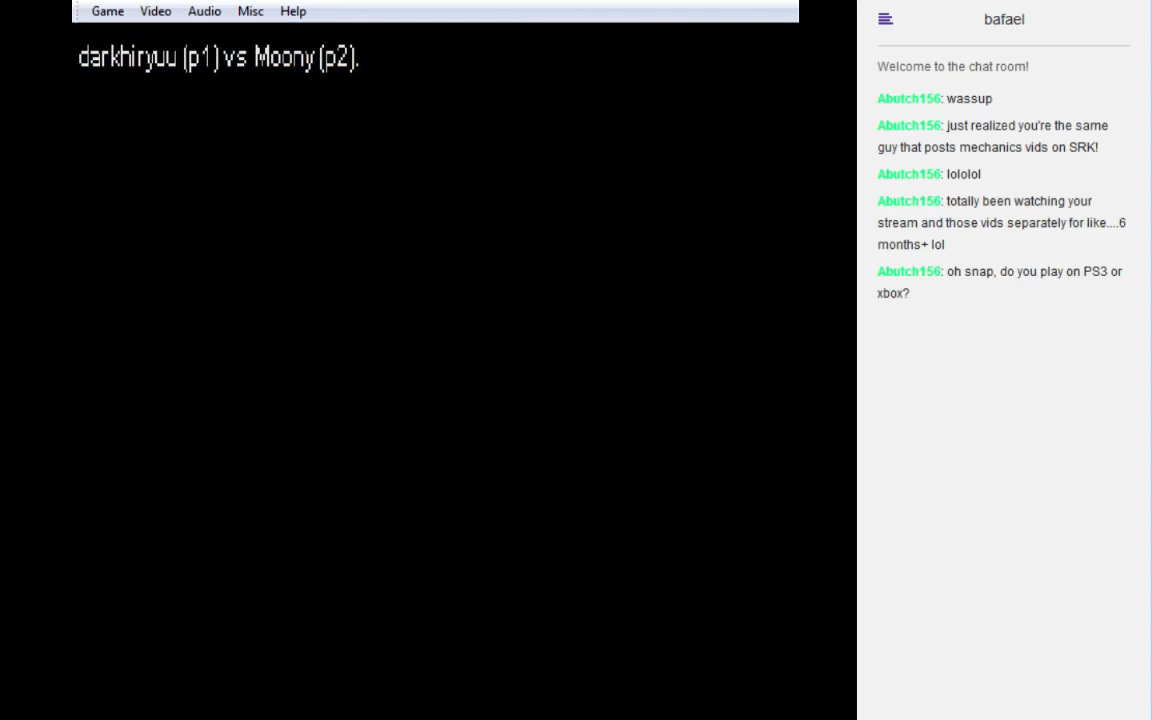 Game Video Audio Misc Help
darkhiryuu (p1) vs Moony (p2).
bafael
Welcome to the chat room!
Abutch156: wassup
Abutch156: just realized you're the same
guy that posts mechanics vids on SRK!
Abutch156: lololol
Abutch156: totally been watching your
stream and those vids separately for like....6
months+ lol
Abutch156: oh snap, do you play on PS3 or
xbox?